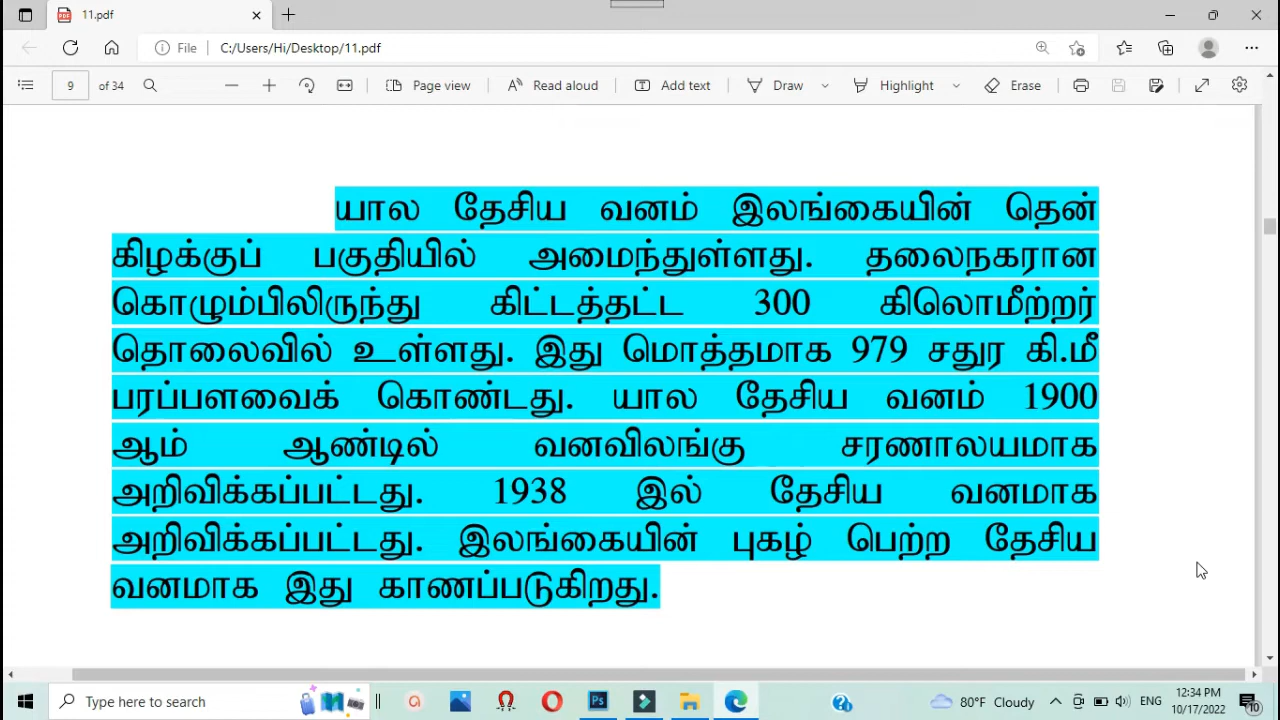 11.pdf
File C:/Users/Hi/Desktop/11.pdf
9 of 34 Page view Read aloud Add text Draw Highlight Erase
யால தேசிய வனம் இலங்கையின் தென்
கிழக்குப் பகுதியில் அமைந்துள்ளது. தலைநகரான
கொழும்பிலிருந்து கிட்டத்தட்ட 300 கிலொமீற்றர்
தொலைவில் உள்ளது. இது மொத்தமாக 979 சதுர கி.மீ
பரப்பளவைக் கொண்டது. யால தேசிய வனம் 1900
ஆம் ஆண்டில் வனவிலங்கு சரணாலயமாக
அறிவிக்கப்பட்டது. 1938 இல் தேசிய வனமாக
அறிவிக்கப்பட்டது. இலங்கையின் புகழ் பெற்ற தேசிய
வனமாக இது காணப்படுகிறது.
Type here to search 80°F Cloudy ENG 12:34 PM
10/17/2022 10